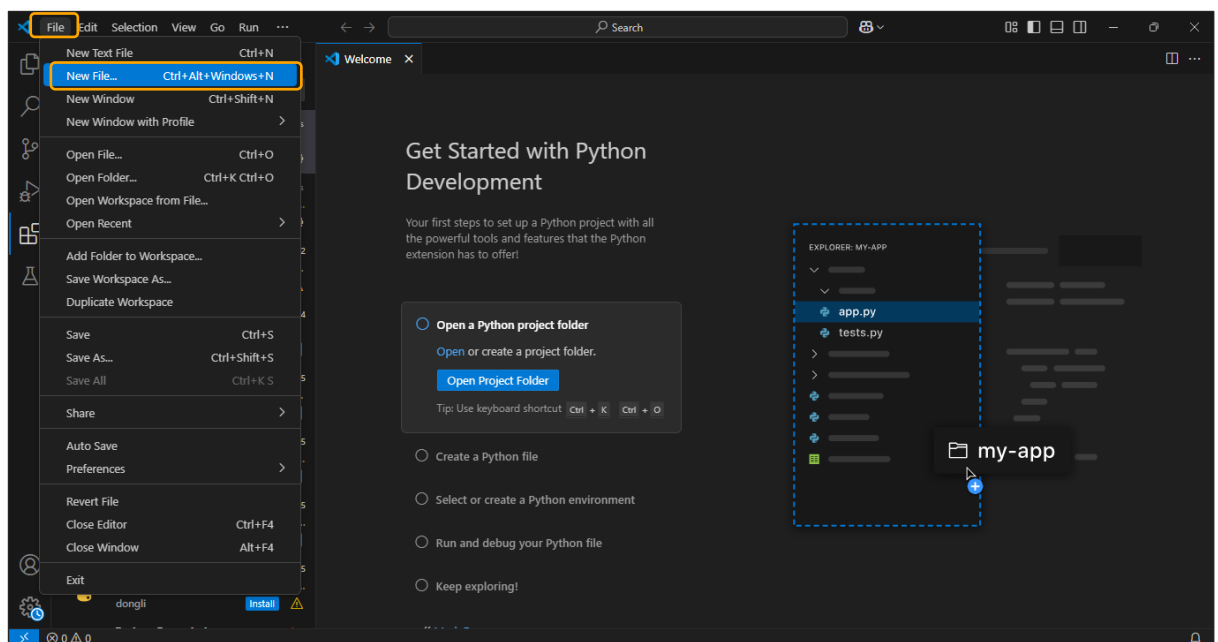 File Edit Selection View Go Run ···
Search
New Text File Ctrl+N
New File... Ctrl+Alt+Windows+N
New Window Ctrl+Shift+N
New Window with Profile
Open File... Ctrl+O
Open Folder... Ctrl+K Ctrl+O
Open Workspace from File...
Open Recent
Add Folder to Workspace...
Save Workspace As...
Duplicate Workspace
Save Ctrl+S
Save As... Ctrl+Shift+S
Save All Ctrl+K S
Share
Auto Save
Preferences
Revert File
Close Editor Ctrl+F4
Close Window Alt+F4
Exit
dongli Install
0 0
Welcome
Get Started with Python
Development
Your first steps to set up a Python project with all
the powerful tools and features that the Python
extension has to offer!
Open a Python project folder
Open or create a project folder.
Open Project Folder
Tip: Use keyboard shortcut Ctrl + K Ctrl + O
Create a Python file
Select or create a Python environment
Run and debug your Python file
Keep exploring!
EXPLORER: MY-APP
app.py
tests.py
my-app